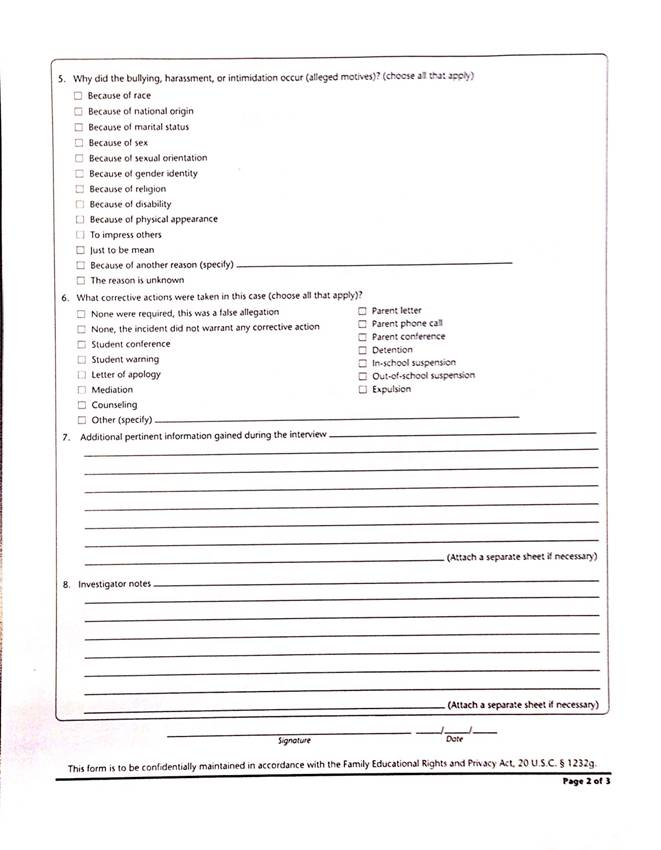 5. Why did the bullying, harassment, or intimidation occur (alleged motives)? (choose all that apply)
Because of race
Because of national origin
Because of marital status
Because of sex
Because of sexual orientation
Because of gender identity
Because of religion
Because of disability
Because of physical appearance
To impress others
Just to be mean
Because of another reason (specify)
The reason is unknown
6. What corrective actions were taken in this case (choose all that apply)?
None were required, this was a false allegation
None, the incident did not warrant any corrective action
Student conference
Student warning
Letter of apology
Mediation
Counseling
Other (specify)
Parent letter
Parent phone call
Parent conference
Detention
In-school suspension
Out-of-school suspension
Expulsion
7. Additional pertinent information gained during the interview
(Attach a separate sheet if necessary)
8. Investigator notes
(Attach a separate sheet if necessary)
Signature
Date
This form is to be confidentially maintained in accordance with the Family Educational Rights and Privacy Act, 20 U.S.C. § 1232g.
Page 2 of 3